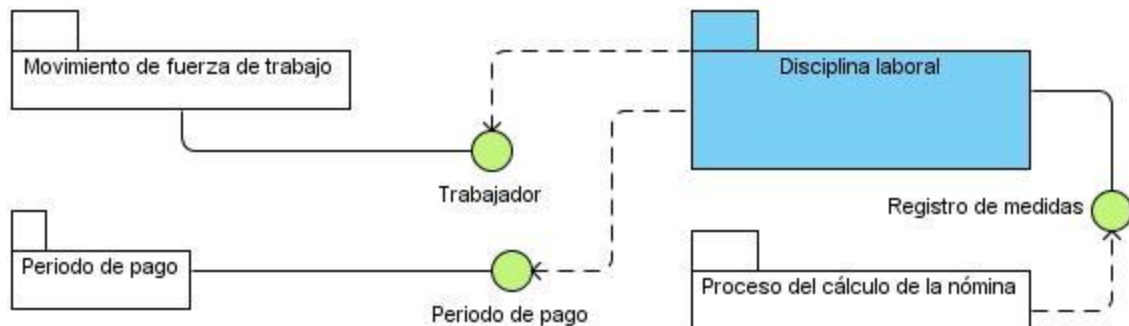 Movimiento de fuerza de trabajo
Disciplina laboral
Trabajador
Registro de medidas
Periodo de pago
Periodo de pago
Proceso del cálculo de la nómina